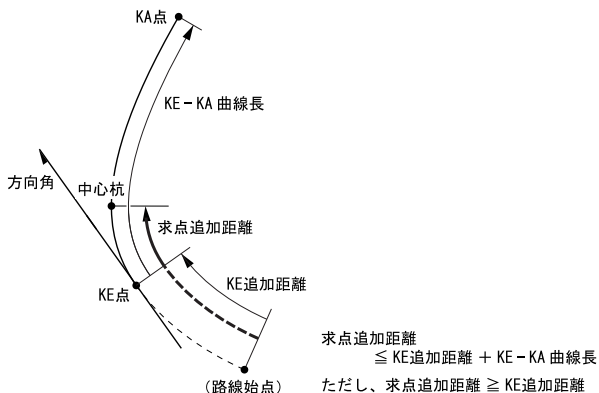 KA点
KE－KA 曲線長
方向角
中心杭
求点追加距離
KE追加距離
KE点
（路線始点）
求点追加距離
≦ KE追加距離 ＋ KE－KA 曲線長
ただし、求点追加距離 ≧ KE追加距離